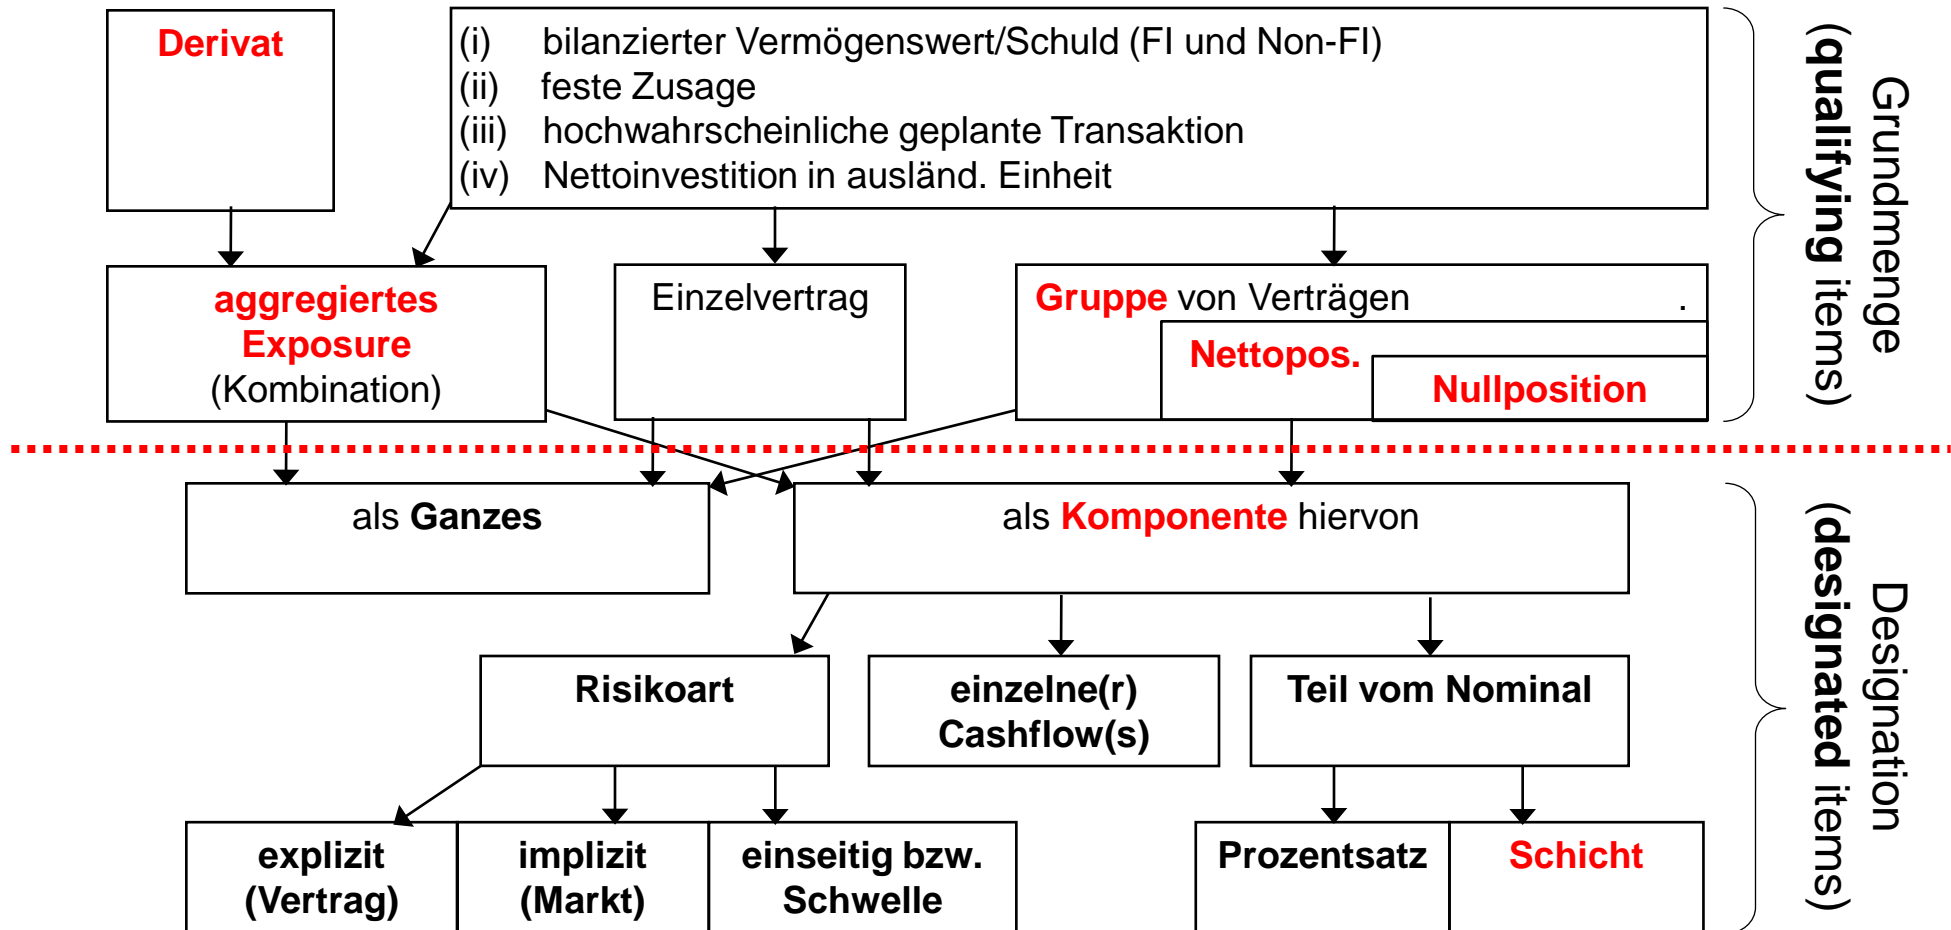 Derivat
(i) bilanzierter Vermögenswert/Schuld (FI und Non-FI)
(ii) feste Zusage
(iii) hochwahrscheinliche geplante Transaktion
(iv) Nettoinvestition in ausländ. Einheit
Grundmenge
(qualifying items)
aggregiertes
Exposure
(Kombination)
Einzelvertrag
Gruppe von Verträgen .
Nettopos.
Nullposition
als Ganzes
als Komponente hiervon
Designation
(designated items)
Risikoart
einzelne(r)
Cashflow(s)
Teil vom Nominal
explizit
(Vertrag)
implizit
(Markt)
einseitig bzw.
Schwelle
Prozentsatz
Schicht